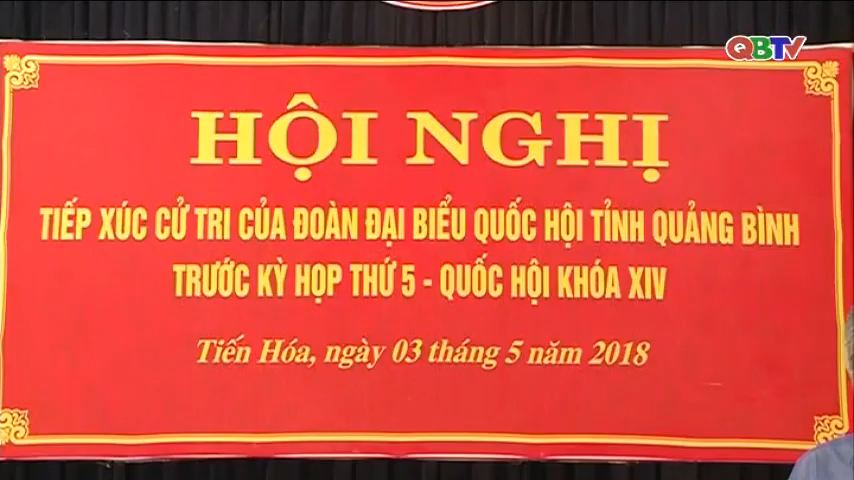 QBTV
HỘI NGHỊ
TIẾP XÚC CỬ TRI CỦA ĐOÀN ĐẠI BIỂU QUỐC HỘI TỈNH QUẢNG BÌNH
TRƯỚC KỲ HỌP THỨ 5 - QUỐC HỘI KHÓA XIV
Tiến Hóa, ngày 03 tháng 5 năm 2018